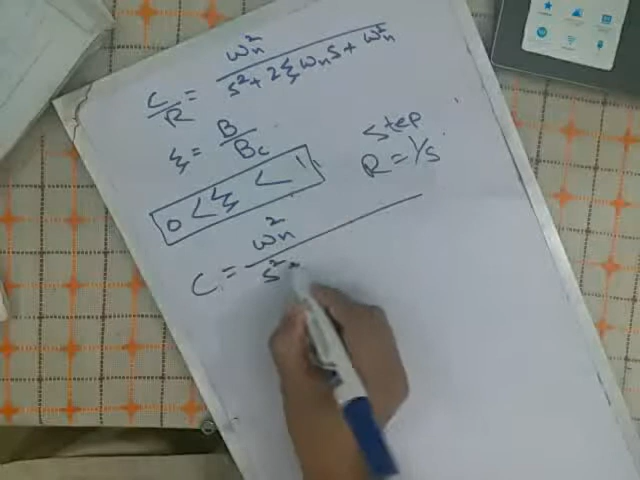 C/R = ωn²/(s² + 2ξωns + ωn²)
ξ = B/Bc
Step
R = 1/s
0 < ξ < 1
C = ωn²/s² +